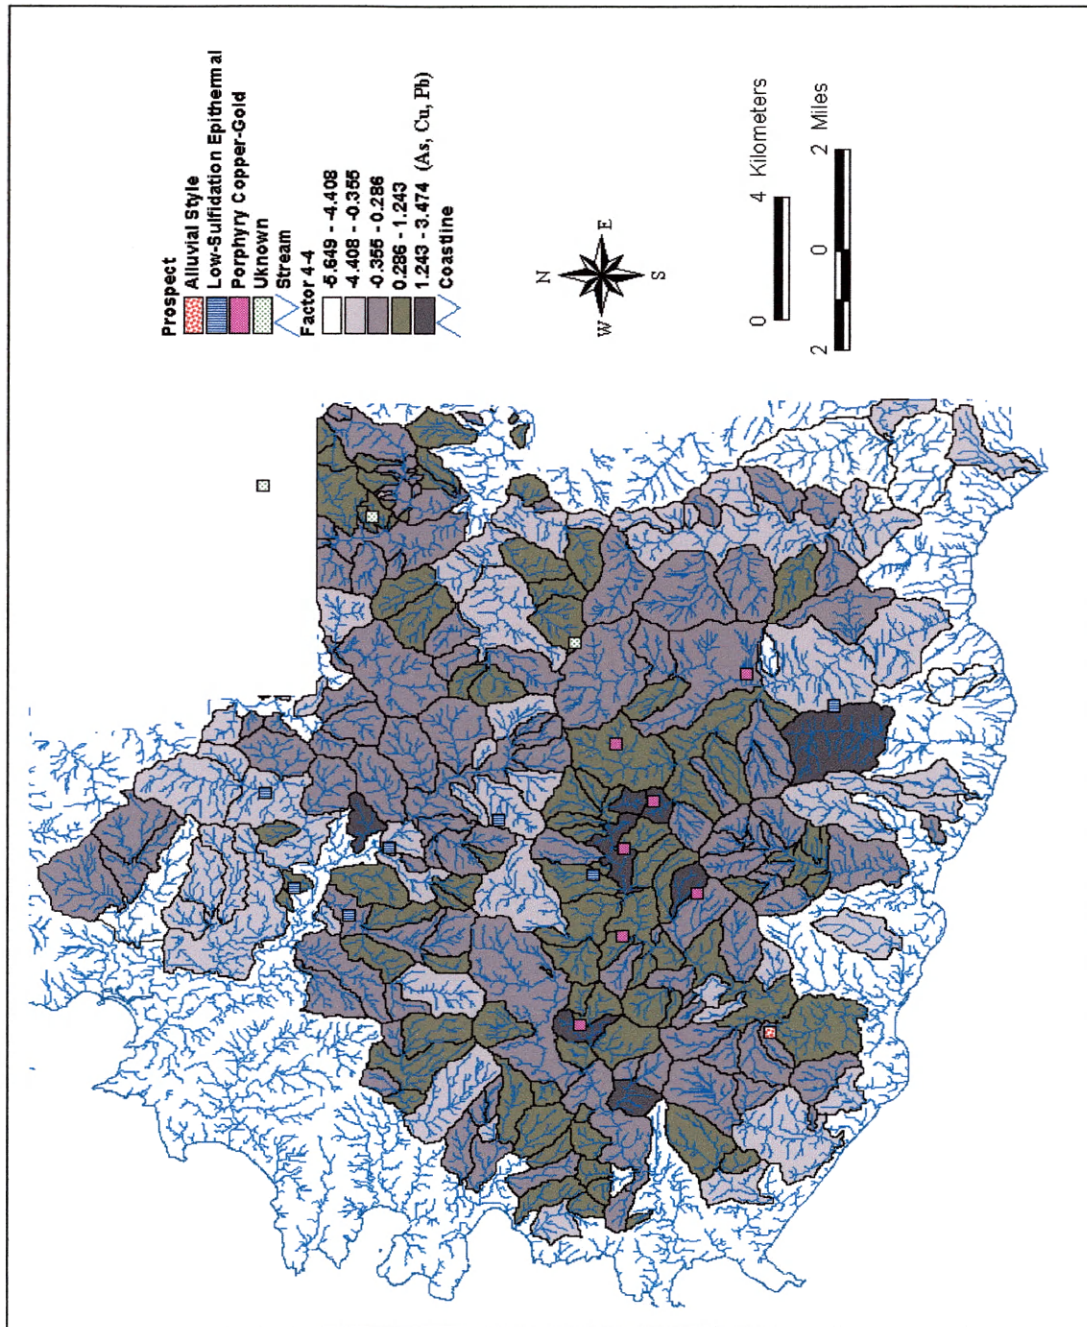 Prospect
Alluvial Style
Low-Sulfidation Epithermal
Porphyry Copper-Gold
Uknown
Stream
Factor 4-4
-5.649 - -4.408
-4.408 - -0.355
-0.355 - 0.286
0.286 - 1.243
1.243 - 3.474 (As, Cu, Pb)
Coastline
N
W E
S
0 4 Kilometers
2 0 2 Miles